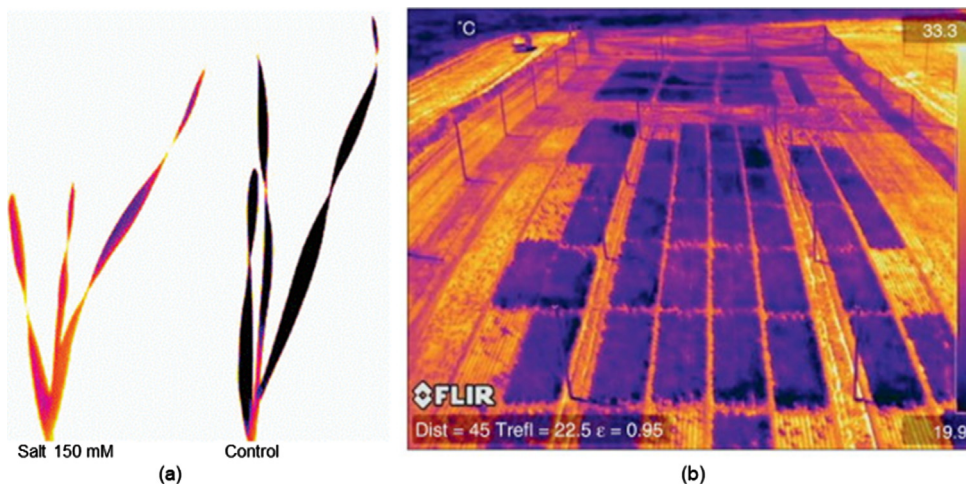 °C
33.3
FLIR
Dist = 45 Trefl = 22.5 ε = 0.95
19.9
Salt 150 mM
Control
(a)
(b)